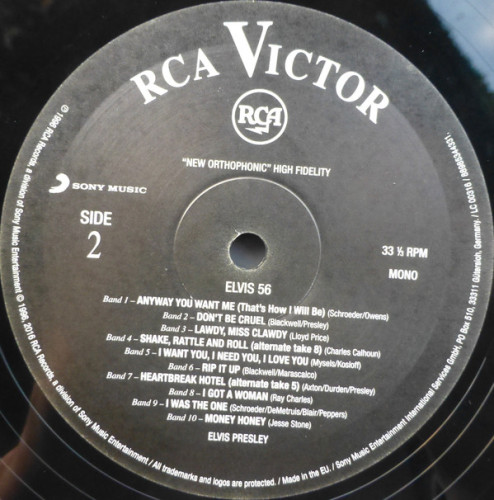 RCA VICTOR
RCA
"NEW ORTHOPHONIC" HIGH FIDELITY
SONY MUSIC
SIDE
2
33 ⅓ RPM
MONO
ELVIS 56
Band 1 – ANYWAY YOU WANT ME (That's How I Will Be) (Schroeder/Owens)
Band 2 – DON'T BE CRUEL (Blackwell/Presley)
Band 3 – LAWDY, MISS CLAWDY (Lloyd Price)
Band 4 – SHAKE, RATTLE AND ROLL (alternate take 8) (Charles Calhoun)
Band 5 – I WANT YOU, I NEED YOU, I LOVE YOU (Mysels/Kosloff)
Band 6 – RIP IT UP (Blackwell/Marascalco)
Band 7 – HEARTBREAK HOTEL (alternate take 5) (Axton/Durden/Presley)
Band 8 – I GOT A WOMAN (Ray Charles)
Band 9 – I WAS THE ONE (Schroeder/DeMetruis/Blair/Peppers)
Band 10 – MONEY HONEY (Jesse Stone)
ELVIS PRESLEY
℗ 1996 RCA Records, a division of Sony Music Entertainment © 1996, 2016 RCA Records, a division of Sony Music Entertainment / All trademarks and logos are protected. / Made in the EU. / Sony Music Entertainment International Services GmbH, PO Box 510, 33311 Gütersloh, Germany. / LC 00316 /